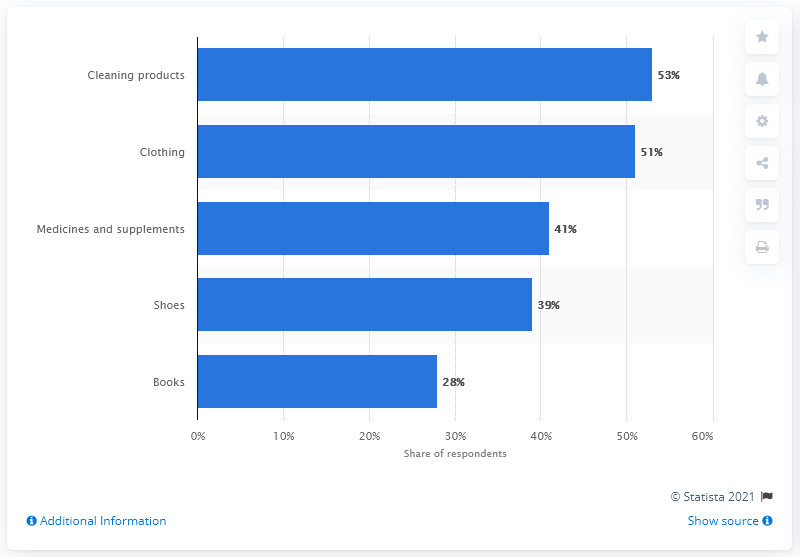 Cleaning products 53%
Clothing 51%
Medicines and supplements 41%
Shoes 39%
Books 28%
0% 10% 20% 30% 40% 50% 60%
Share of respondents
© Statista 2021
Additional Information Show source